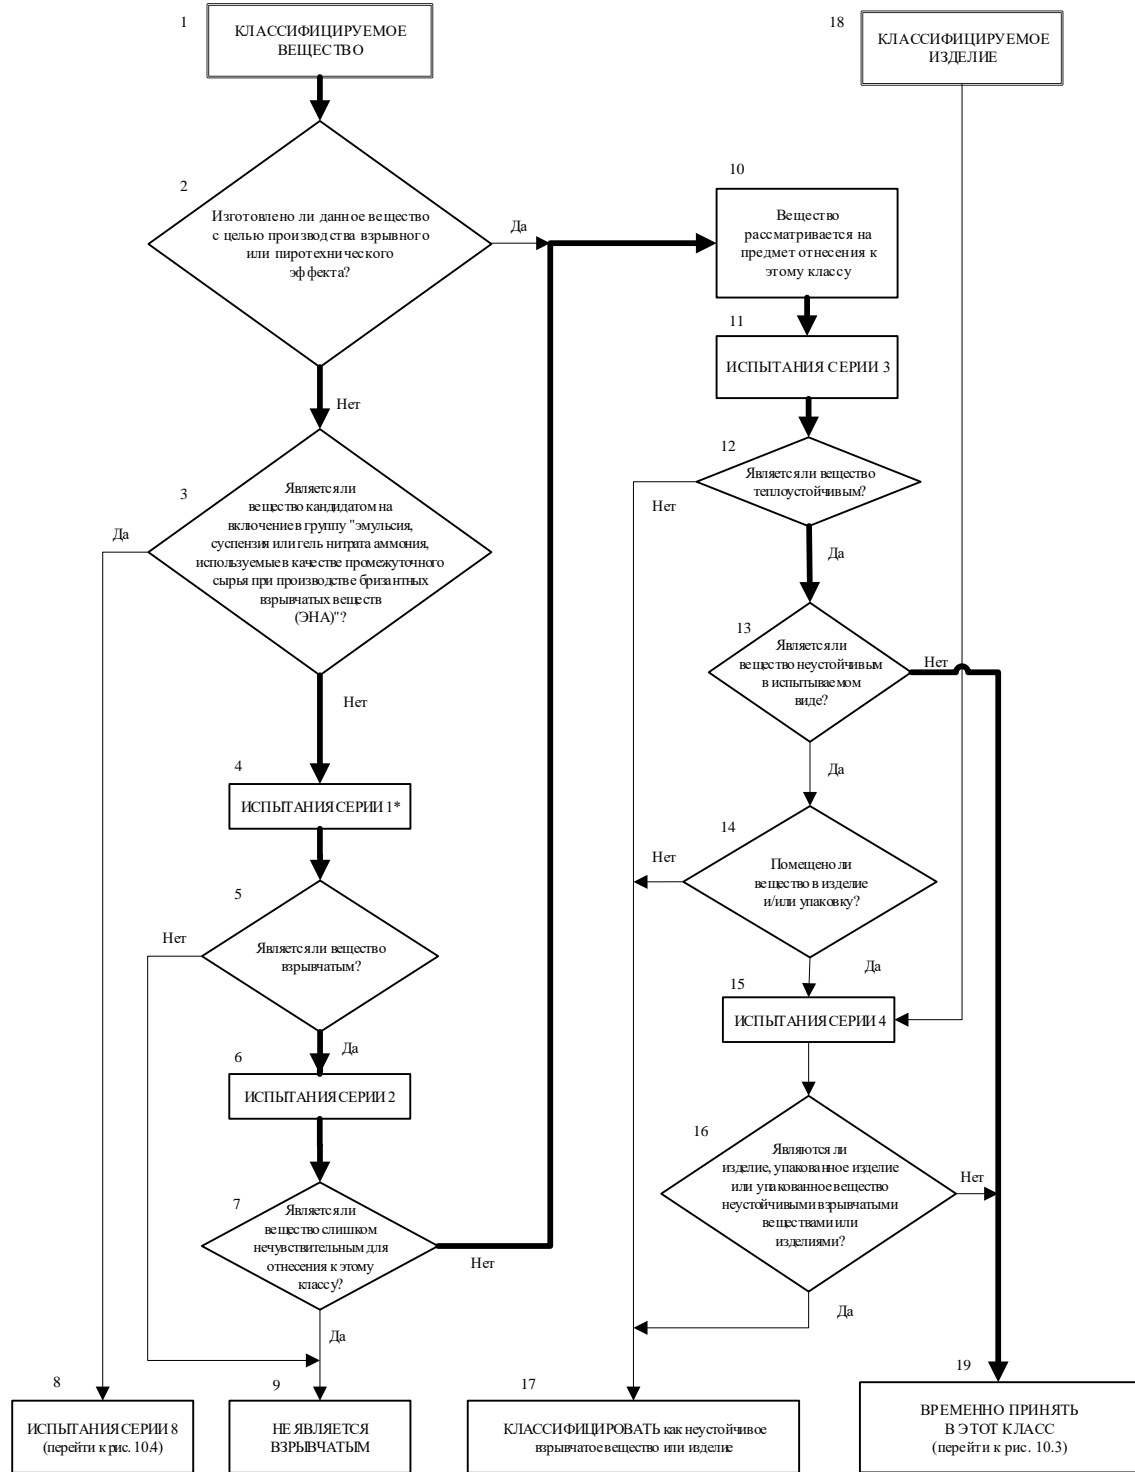 1
КЛАССИФИЦИРУЕМОЕ
ВЕЩЕСТВО
18
КЛАССИФИЦИРУЕМОЕ
ИЗДЕЛИЕ
2
Изготовлено ли данное вещество
с целью производства взрывного
или пиротехнического
эффекта?
Да
Нет
10
Вещество
рассматривается на
предмет отнесения к
этому классу
11
ИСПЫТАНИЯ СЕРИИ 3
12
Является ли вещество
теплоустойчивым?
Нет
Да
3
Является ли
вещество кандидатом на
включение в группу "эмульсия,
суспензия или гель нитрата аммония,
используемые в качестве промежуточного
сырья при производстве бризантных
взрывчатых веществ
(ЭНА)"?
Да
Нет
13
Является ли
вещество неустойчивым
в испытываемом
виде?
Нет
Да
4
ИСПЫТАНИЯ СЕРИИ 1*
14
Помещено ли
вещество в изделие
и/или упаковку?
Нет
Да
5
Является ли вещество
взрывчатым?
Нет
Да
15
ИСПЫТАНИЯ СЕРИИ 4
6
ИСПЫТАНИЯ СЕРИИ 2
16
Являются ли
изделие, упакованное изделие
или упакованное вещество
неустойчивыми взрывчатыми
веществами или
изделиями?
Нет
Да
7
Является ли
вещество слишком
нечувствительным для
отнесения к этому
классу?
Нет
Да
8
ИСПЫТАНИЯ СЕРИИ 8
(перейти к рис. 10.4)
9
НЕ ЯВЛЯЕТСЯ
ВЗРЫВЧАТЫМ
17
КЛАССИФИЦИРОВАТЬ как неустойчивое
взрывчатое вещество или изделие
19
ВРЕМЕННО ПРИНЯТЬ
В ЭТОТ КЛАСС
(перейти к рис. 10.3)